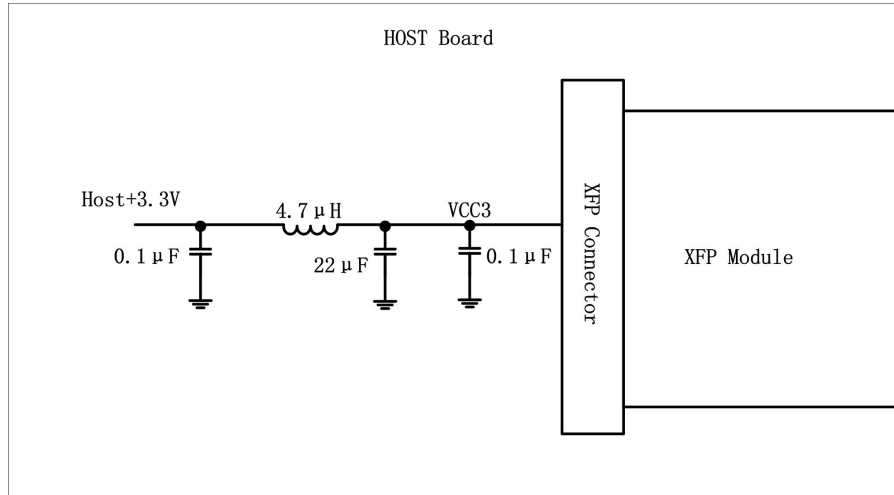 HOST Board
Host+3.3V
4.7μH
VCC3
0.1μF
22μF
0.1μF
XFP Connector
XFP Module